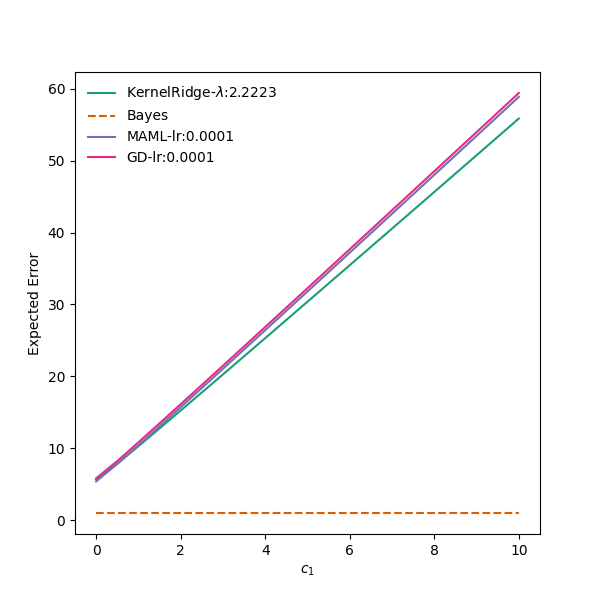 60
50
40
30
20
10
0
Expected Error
KernelRidge-λ:2.2223
Bayes
MAML-lr:0.0001
GD-lr:0.0001
0 2 4 6 8 10
c₁